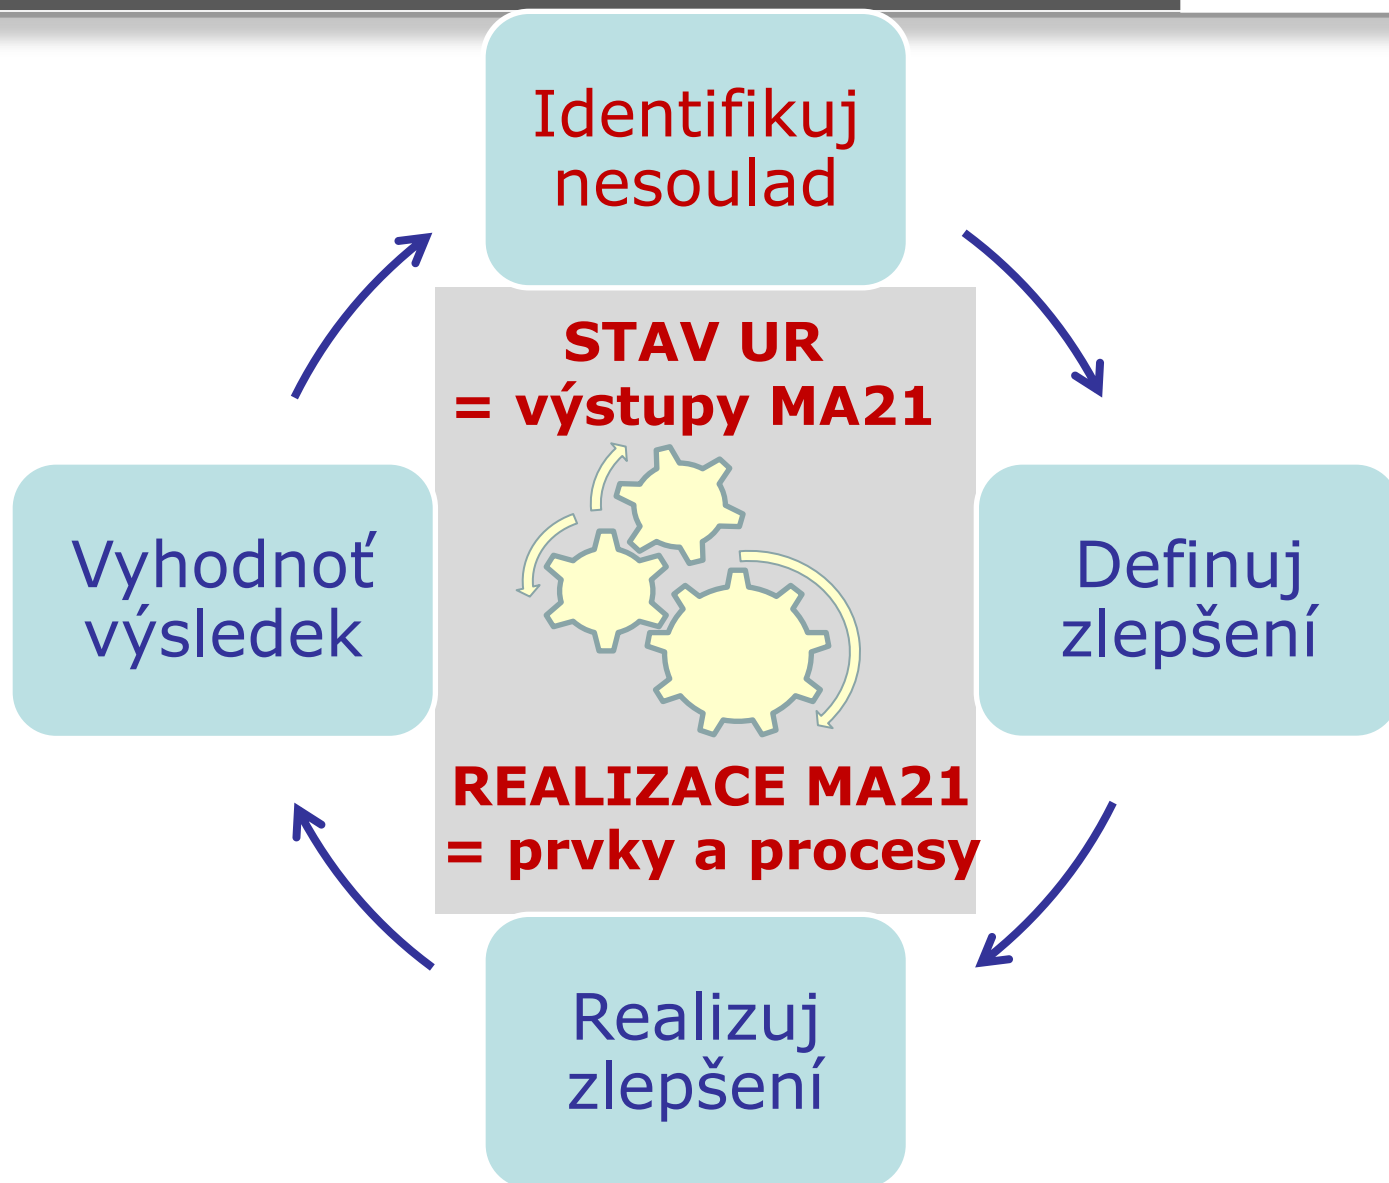 Identifikuj
nesoulad
STAV UR
= výstupy MA21
Vyhodnoť
výsledek
Definuj
zlepšení
REALIZACE MA21
= prvky a procesy
Realizuj
zlepšení